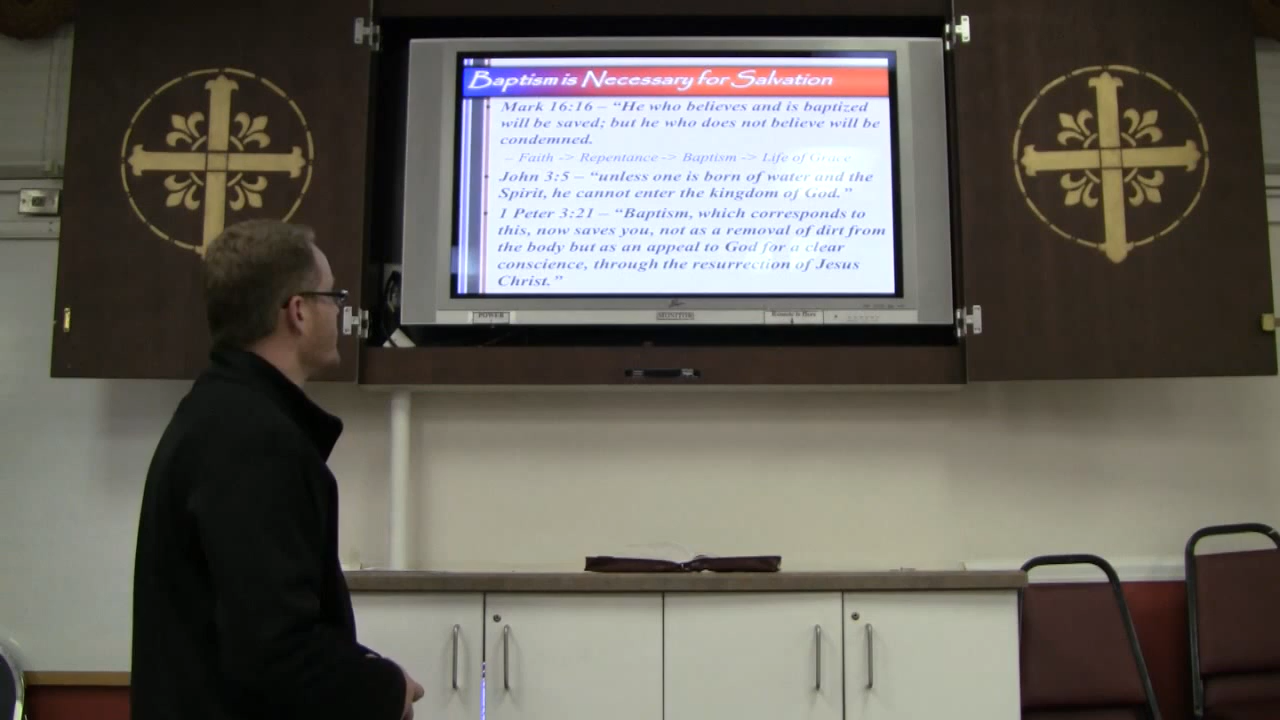 Baptism is Necessary for Salvation
Mark 16:16 – “He who believes and is baptized
will be saved; but he who does not believe will be
condemned.
– Faith -> Repentance -> Baptism -> Life of Grace
John 3:5 – “unless one is born of water and the
Spirit, he cannot enter the kingdom of God.”
1 Peter 3:21 – “Baptism, which corresponds to
this, now saves you, not as a removal of dirt from
the body but as an appeal to God for a clear
conscience, through the resurrection of Jesus
Christ.”
POWER
MONITOR